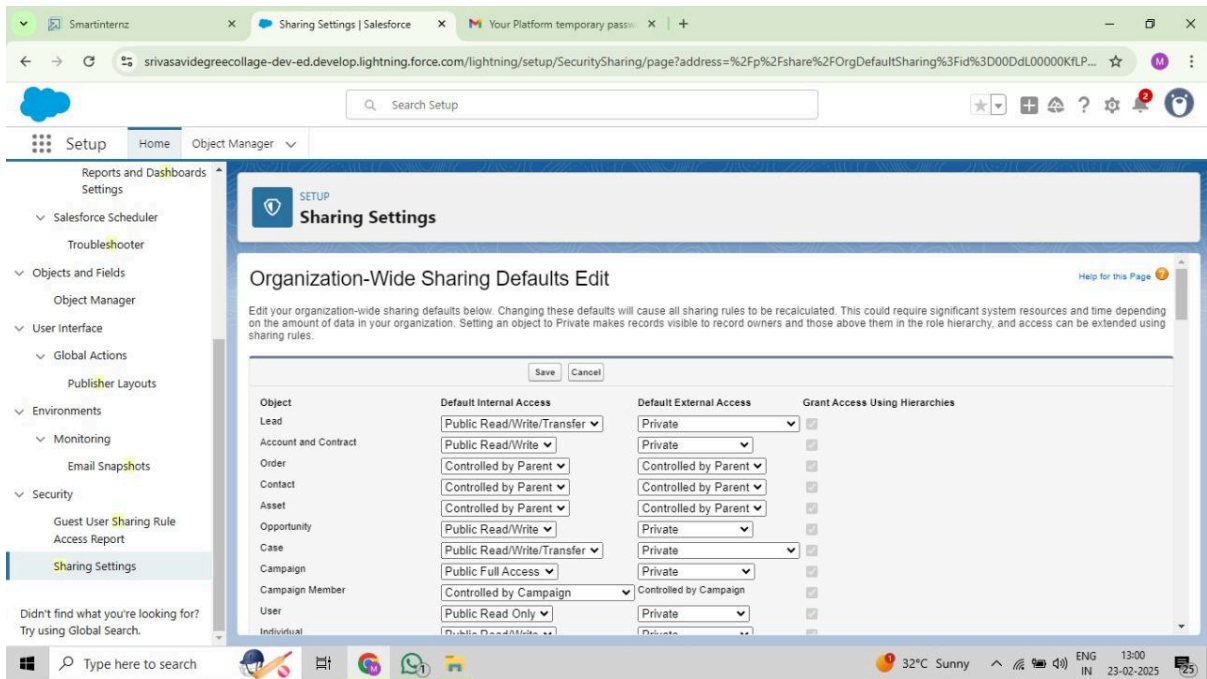 Smartinternz
Sharing Settings | Salesforce
Your Platform temporary passw
srivasavidegreecollage-dev-ed.develop.lightning.force.com/lightning/setup/SecuritySharing/page?address=%2Fp%2Fshare%2FOrgDefaultSharing%3Fid%3D00DdL00000KfLP...
M
Search Setup
2
Setup
Home
Object Manager
Reports and Dashboards
Settings
Salesforce Scheduler
Troubleshooter
Objects and Fields
Object Manager
User Interface
Global Actions
Publisher Layouts
Environments
Monitoring
Email Snapshots
Security
Guest User Sharing Rule
Access Report
Sharing Settings
Didn't find what you're looking for?
Try using Global Search.
SETUP
Sharing Settings
Organization-Wide Sharing Defaults Edit
Help for this Page
Edit your organization-wide sharing defaults below. Changing these defaults will cause all sharing rules to be recalculated. This could require significant system resources and time depending
on the amount of data in your organization. Setting an object to Private makes records visible to record owners and those above them in the role hierarchy, and access can be extended using
sharing rules.
Save Cancel
Object Default Internal Access Default External Access Grant Access Using Hierarchies
Lead Public Read/Write/Transfer Private
Account and Contract Public Read/Write Private
Order Controlled by Parent Controlled by Parent
Contact Controlled by Parent Controlled by Parent
Asset Controlled by Parent Controlled by Parent
Opportunity Public Read/Write Private
Case Public Read/Write/Transfer Private
Campaign Public Full Access Private
Campaign Member Controlled by Campaign Controlled by Campaign
User Public Read Only Private
Individual Public Read/Write Private
Type here to search
32°C Sunny
ENG
IN
13:00
23-02-2025
25